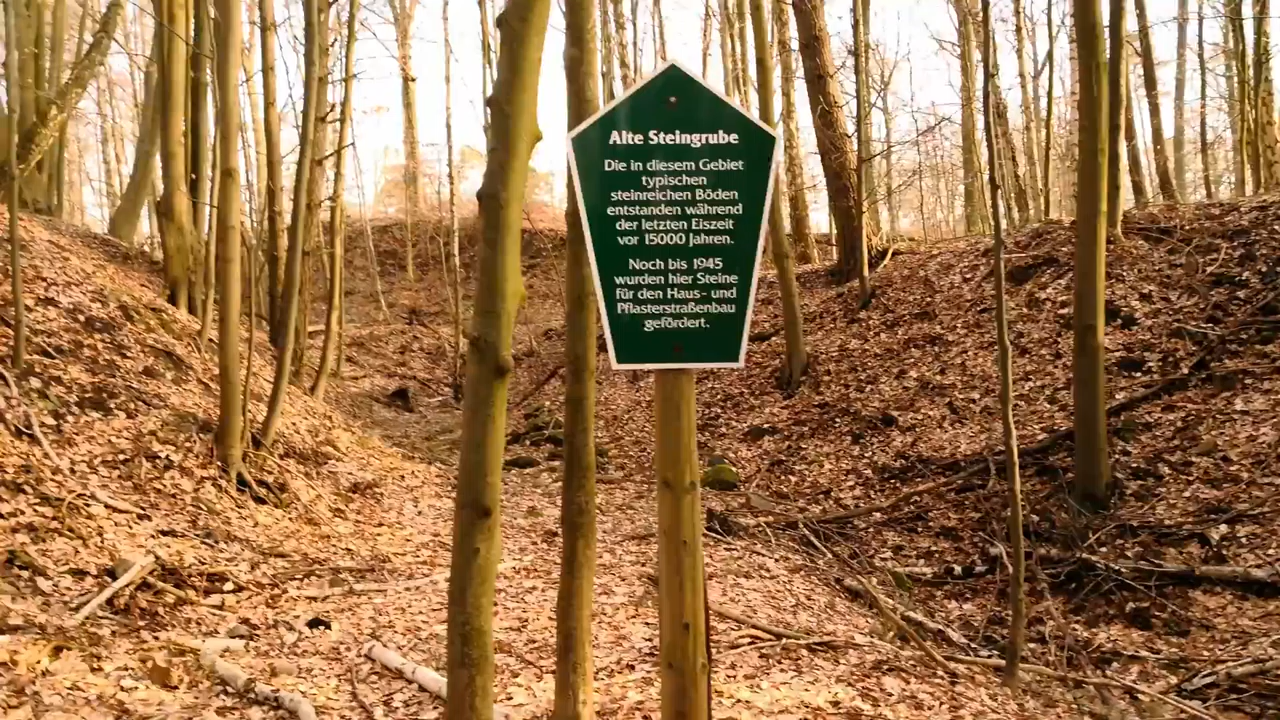 Alte Steingrube
Die in diesem Gebiet
typischen
steinreichen Böden
entstanden während
der letzten Eiszeit
vor 15000 Jahren.
Noch bis 1945
wurden hier Steine
für den Haus- und
Pflasterstraßenbau
gefördert.